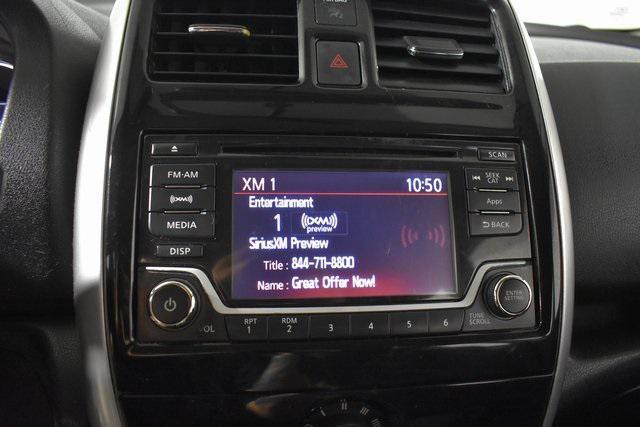 SCAN
FM·AM
SEEK
CAT
((XM))
Apps
MEDIA
BACK
DISP
XM 1 10:50
Entertainment
1 ((XM))
preview
SiriusXM Preview
Title : 844-711-8800
Name : Great Offer Now!
ENTER
SETTING
VOL
RPT
1
RDM
2
3
4
5
6
TUNE
SCROLL